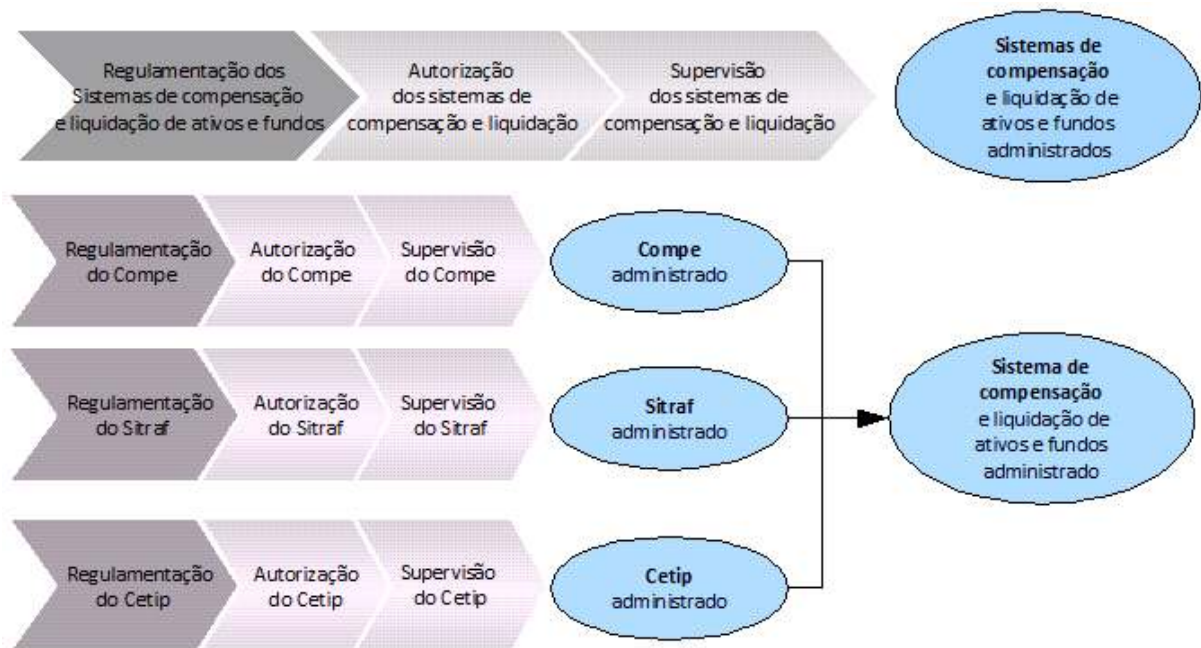 Regulamentação dos
Sistemas de compensação
e liquidação de ativos e fundos
Autorização
dos sistemas de
compensação e liquidação
Supervisão
dos sistemas de
compensação e liquidação
Sistemas de
compensação
e liquidação de
ativos e fundos
administrados
Regulamentação
do Compe
Autorização
do Compe
Supervisão
do Compe
Compe
administrado
Regulamentação
do Sitraf
Autorização
do Sitraf
Supervisão
do Sitraf
Sitraf
administrado
Sistema de
compensação
e liquidação de
ativos e fundos
administrado
Regulamentação
do Cetip
Autorização
do Cetip
Supervisão
do Cetip
Cetip
administrado